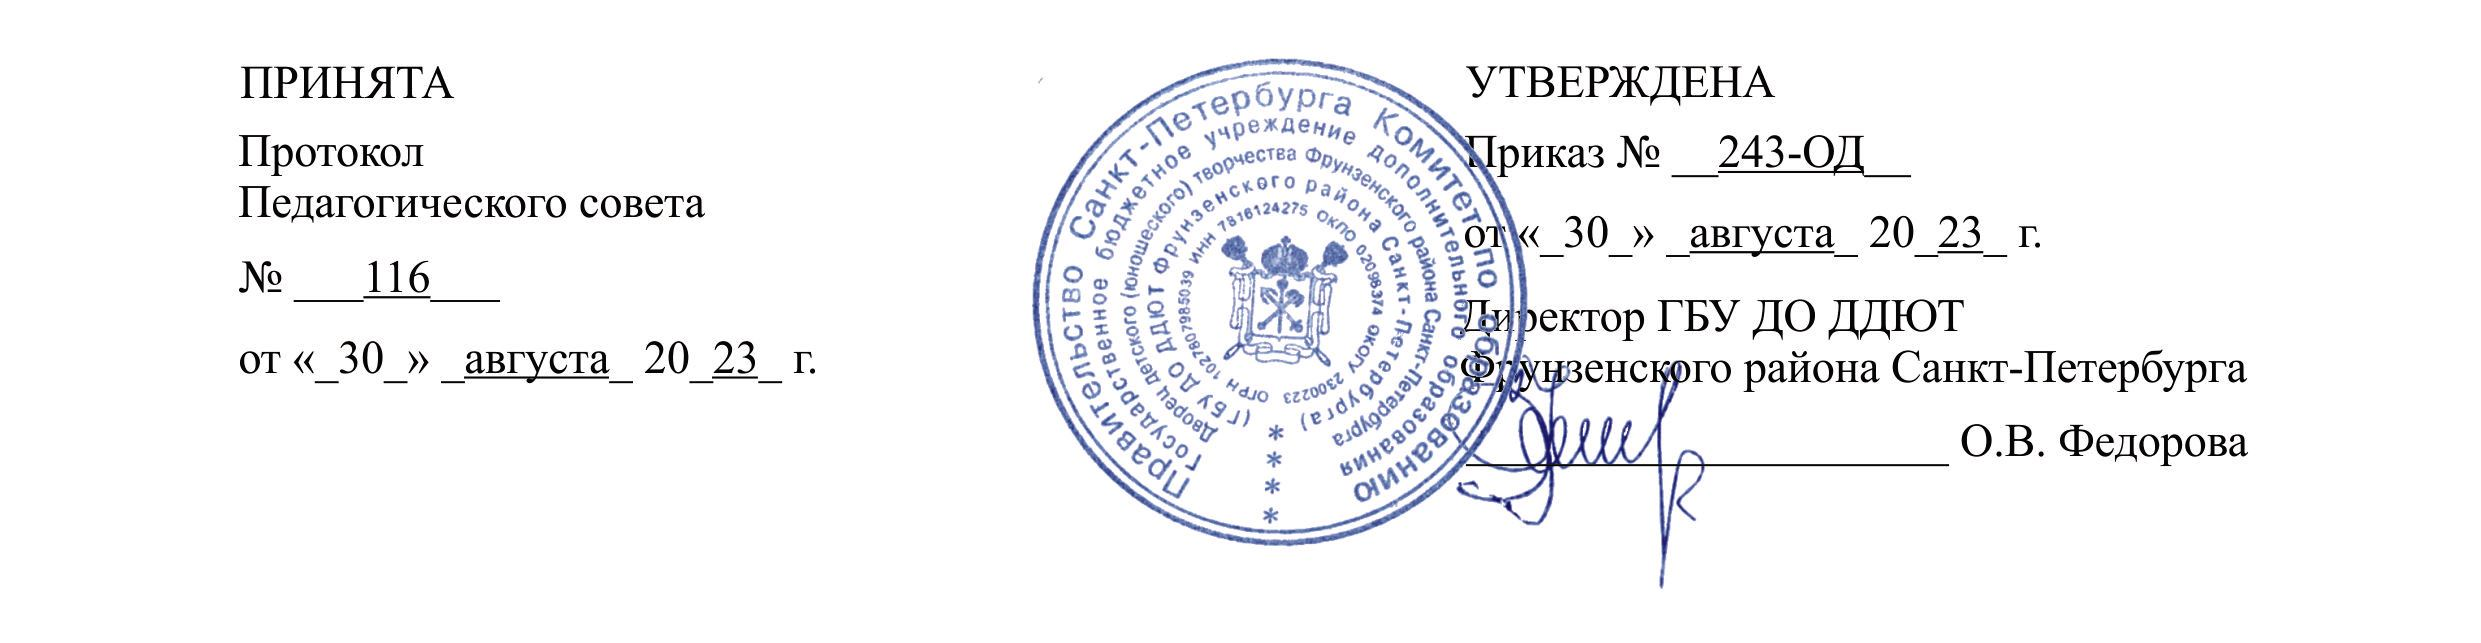 ПРИНЯТА
Протокол
Педагогического совета
№ ___116___
от «_30_» _августа_ 20_23_ г.
Правительство Санкт-Петербурга Комитет по образованию
Государственное бюджетное учреждение дополнительного образования
Дворец детского (юношеского) творчества Фрунзенского района Санкт-Петербурга
(ГБУ ДО ДДЮТ Фрунзенского района Санкт-Петербурга)
ОГРН 1027807985039 ИНН 7816124275 ОКПО 02098374 ОКОГУ 2300223
* * * *
УТВЕРЖДЕНА
Приказ № __243-ОД__
от «_30_» _августа_ 20_23_ г.
Директор ГБУ ДО ДДЮТ
Фрунзенского района Санкт-Петербурга
_____________________ О.В. Федорова